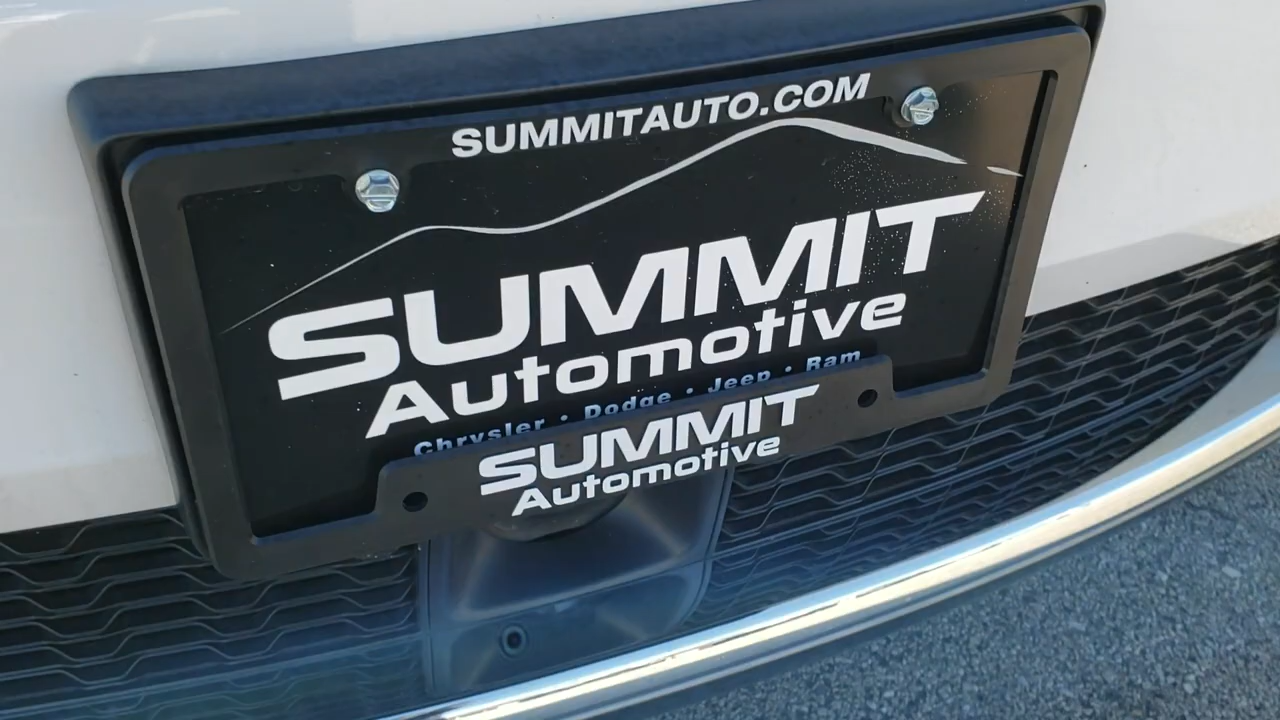 SUMMITAUTO.COM
SUMMIT
Automotive
Chrysler · Dodge · Jeep · Ram
SUMMIT
Automotive